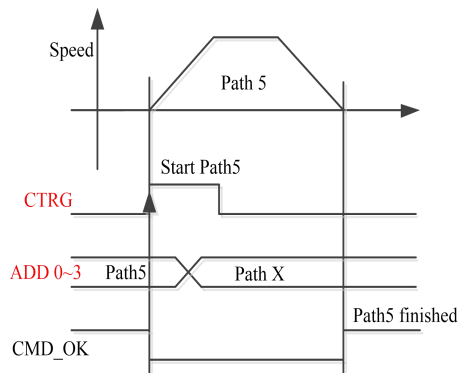 Speed
Path 5
Start Path5
CTRG
ADD 0~3
Path5
Path X
Path5 finished
CMD_OK